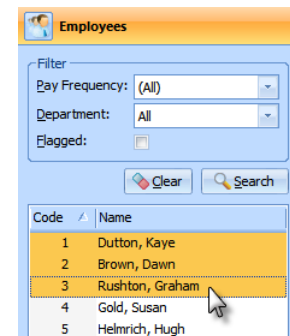 Employees
Filter
Pay Frequency: (All)
Department: All
Flagged:
Clear Search
Code Name
1 Dutton, Kaye
2 Brown, Dawn
3 Rushton, Graham
4 Gold, Susan
5 Helmrich, Hugh